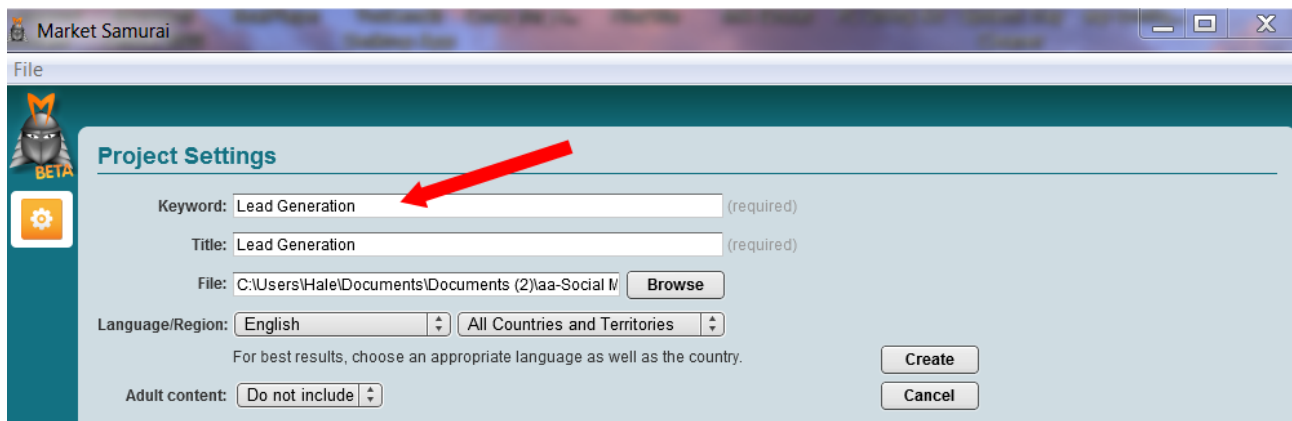 Market Samurai
File
BETA
Project Settings
Keyword: Lead Generation (required)
Title: Lead Generation (required)
File: C:\Users\Hale\Documents\Documents (2)\aa-Social M Browse
Language/Region: English All Countries and Territories
For best results, choose an appropriate language as well as the country.
Create
Adult content: Do not include
Cancel